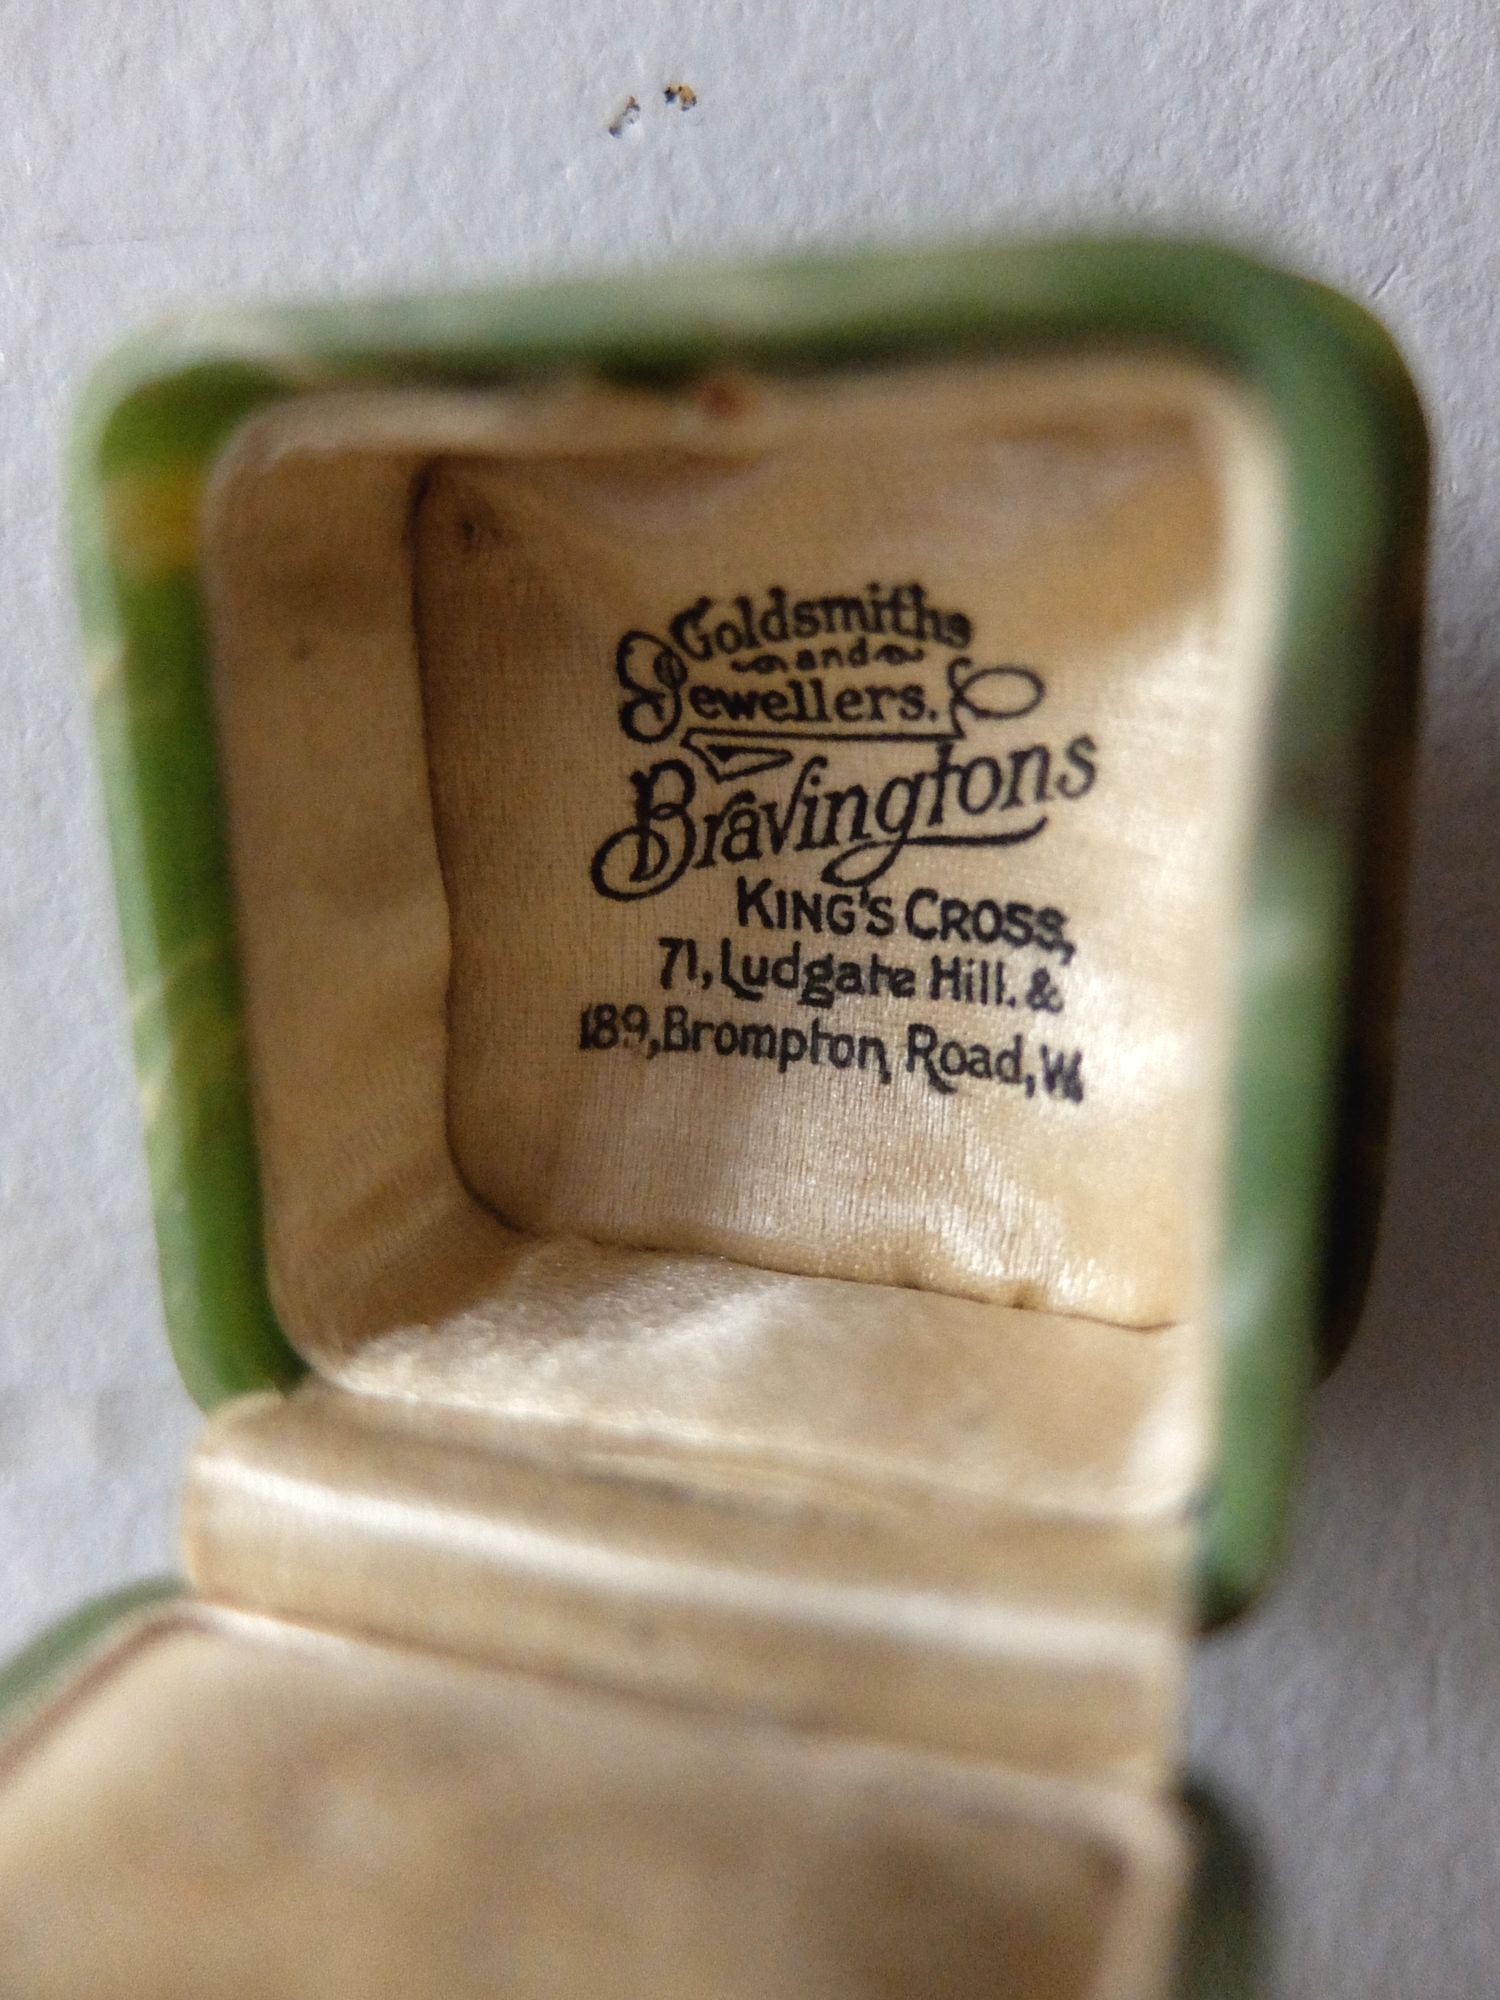 Goldsmiths
and
Jewellers.
Bravingtons
KING'S CROSS,
71, Ludgate Hill. &
189, Brompton Road, W.